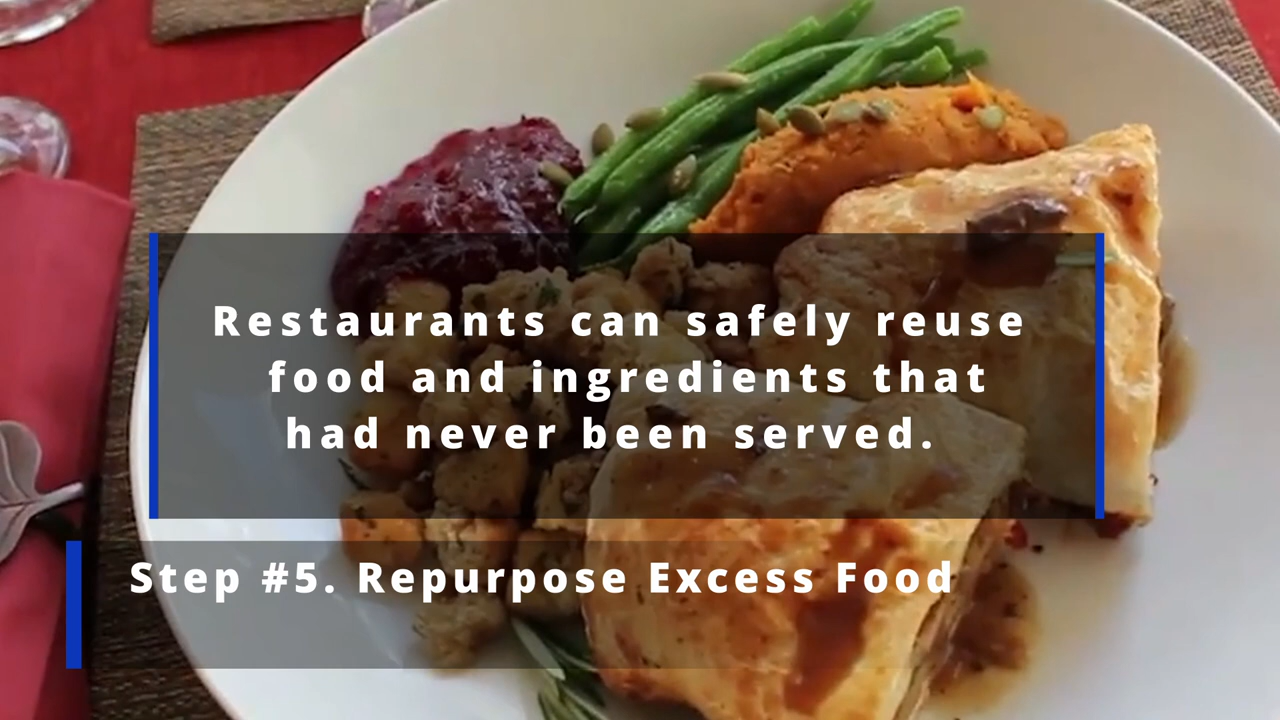 Restaurants can safely reuse
food and ingredients that
had never been served.
Step #5. Repurpose Excess Food